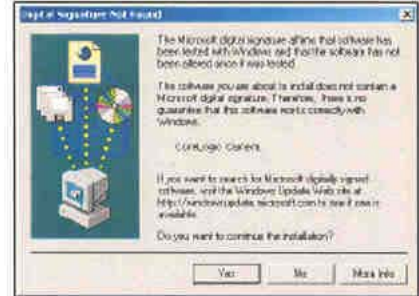 Digital Signature Not Found
The Microsoft digital signature affirms that software has
been tested with Windows and that the software has not
been altered since it was tested.
The software you are about to install does not contain a
Microsoft digital signature. Therefore, there is no
guarantee that this software works correctly with
Windows.
CoreLogic Camera
If you want to search for Microsoft digitally signed
software, visit the Windows Update Web site at
http://windowsupdate.microsoft.com to see if one is
available.
Do you want to continue the installation?
Yes
No
More Info